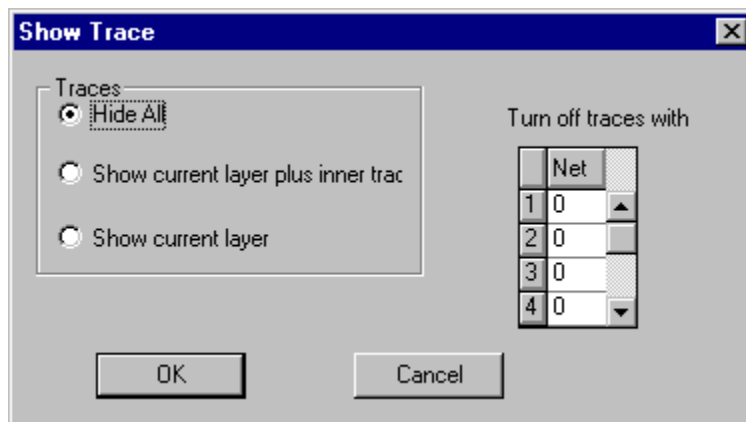 Show Trace
Traces
Hide All
Show current layer plus inner trac
Show current layer
Turn off traces with
Net
1 0
2 0
3 0
4 0
OK
Cancel